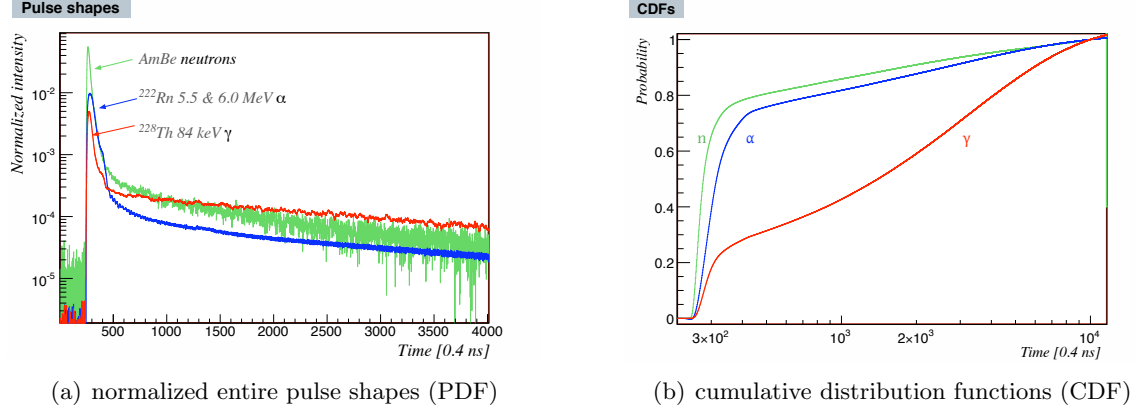 Pulse shapes
Normalized intensity
10⁻²
10⁻³
10⁻⁴
10⁻⁵
AmBe neutrons
²²²Rn 5.5 & 6.0 MeV α
²²⁸Th 84 keV γ
500 1000 1500 2000 2500 3000 3500 4000
Time [0.4 ns]
(a) normalized entire pulse shapes (PDF)
CDFs
Probability
1
0.8
0.6
0.4
0.2
0
n α γ
3×10² 10³ 2×10³ 10⁴
Time [0.4 ns]
(b) cumulative distribution functions (CDF)